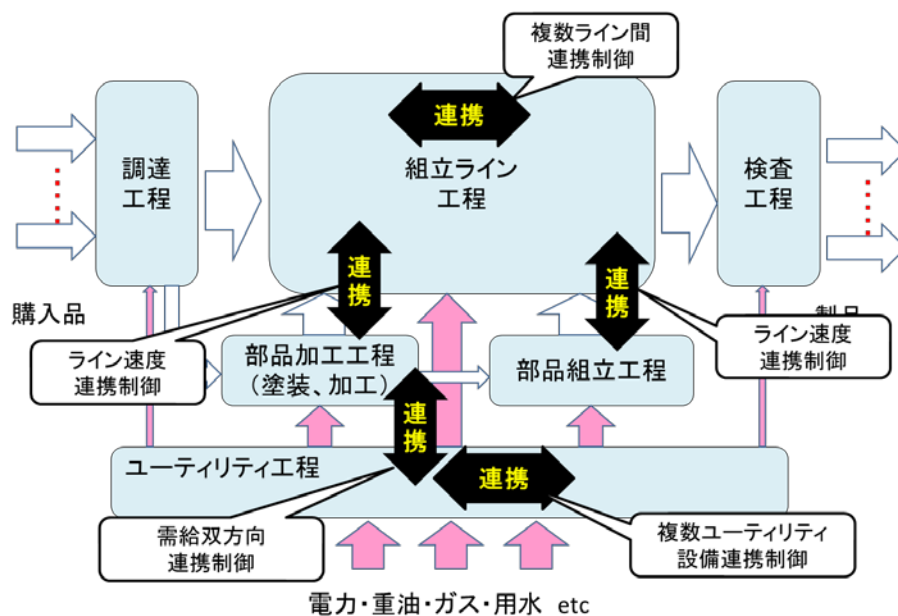 複数ライン間
連携制御
連携
調達
工程
組立ライン
工程
検査
工程
連携
連携
購入品
製品
ライン速度
連携制御
部品加工工程
(塗装、加工)
部品組立工程
ライン速度
連携制御
連携
ユーティリティ工程
連携
需給双方向
連携制御
複数ユーティリティ
設備連携制御
電力・重油・ガス・用水 etc